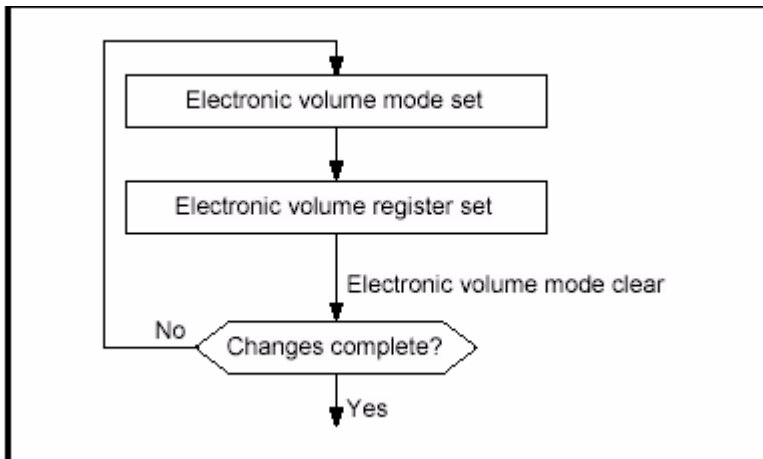 Electronic volume mode set
Electronic volume register set
Electronic volume mode clear
No
Changes complete?
Yes